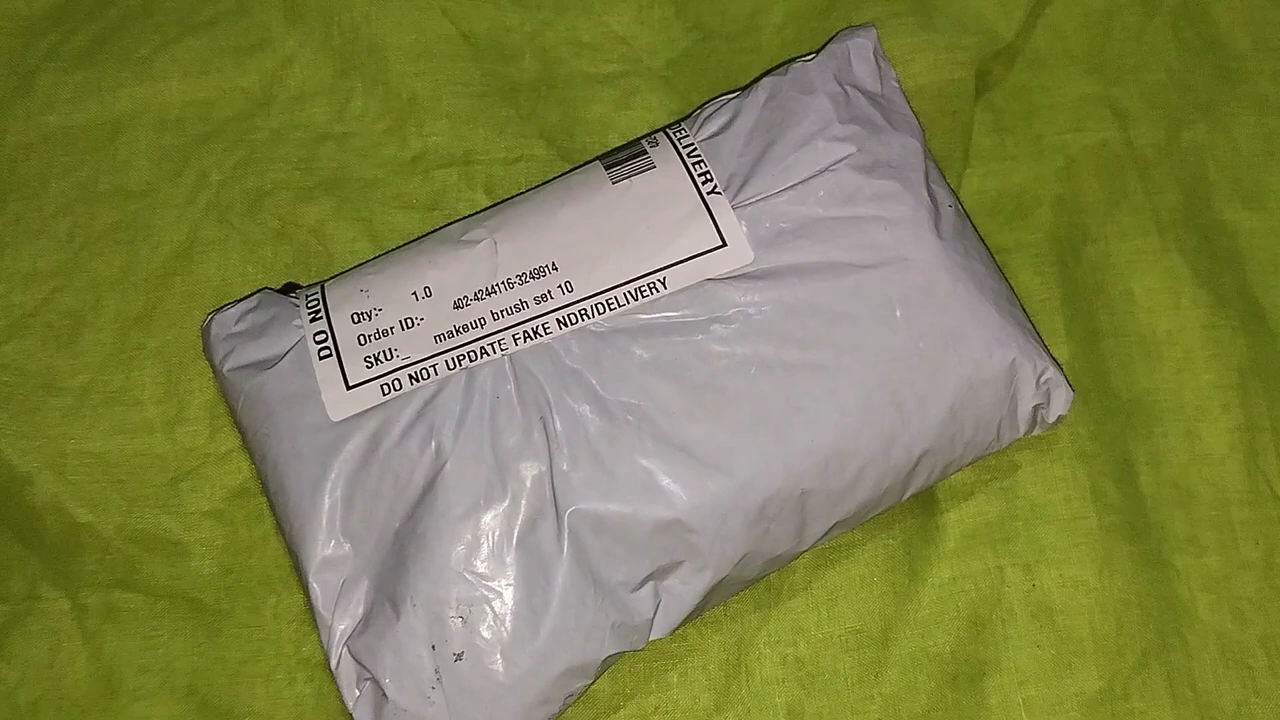 DO NOT
DELIVERY
Qty:- 1.0
Order ID:- 402-4244116-3249914
SKU:_ makeup brush set 10
DO NOT UPDATE FAKE NDR/DELIVERY